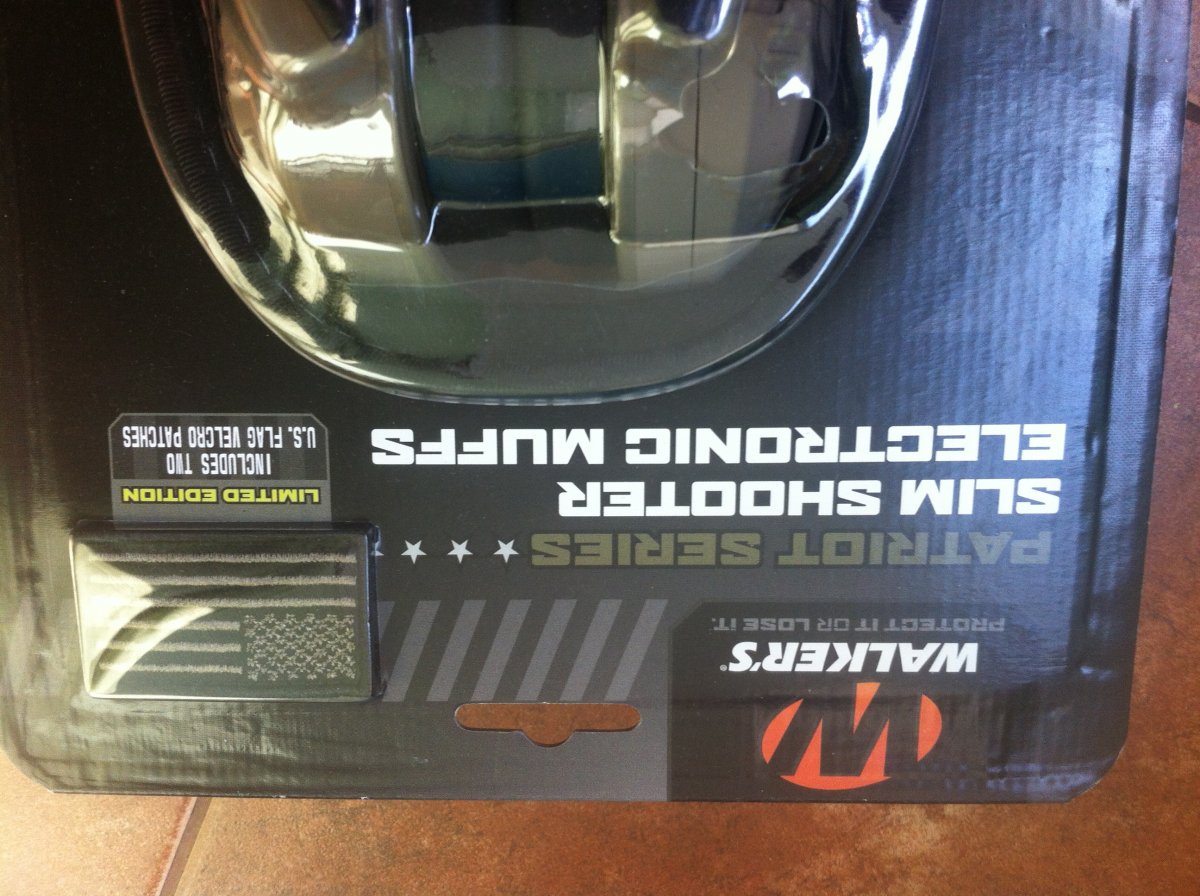 WALKER'S®
PROTECT IT OR LOSE IT.
PATRIOT SERIES
SLIM SHOOTER
ELECTRONIC MUFFS
LIMITED EDITION
INCLUDES TWO
U.S. FLAG VELCRO PATCHES